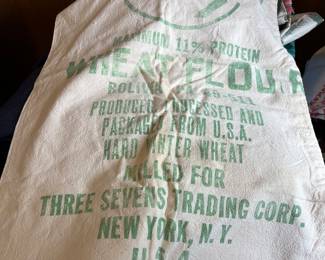 MAXIMUM 11% PROTEIN
WHEAT FLOUR
PRODUCED PROCESSED AND
PACKAGED FROM U.S.A.
HARD WINTER WHEAT
MILLED FOR
THREE SEVENS TRADING CORP.
NEW YORK, N.Y.
U.S.A.